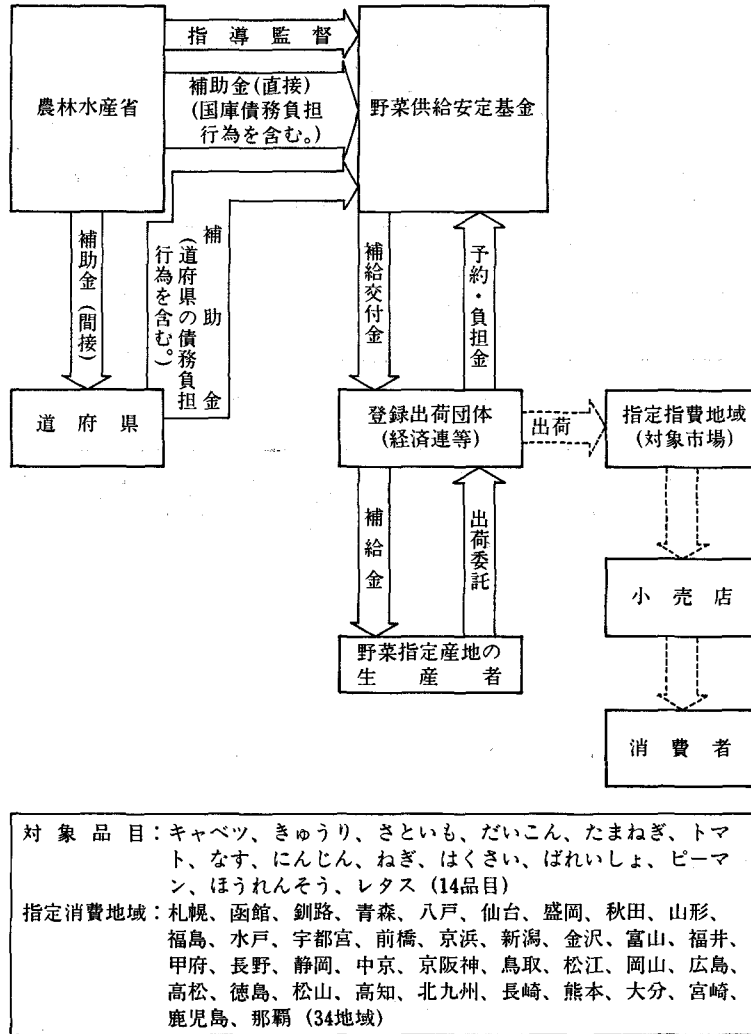 農林水産省
指導監督
補助金(直接)
(国庫債務負担
行為を含む。)
野菜供給安定基金
補助金(間接)
補助金
(道府県の債務負担
行為を含む。)
補給交付金
予約・負担金
道府県
登録出荷団体
(経済連等)
出荷
指定指費地域
(対象市場)
補給金
出荷委託
小売店
野菜指定産地の
生産者
消費者
対象品目:キャベツ、きゅうり、さといも、だいこん、たまねぎ、トマ
ト、なす、にんじん、ねぎ、はくさい、ばれいしょ、ピーマ
ン、ほうれんそう、レタス (14品目)
指定消費地域:札幌、函館、釧路、青森、八戸、仙台、盛岡、秋田、山形、
福島、水戸、宇都宮、前橋、京浜、新潟、金沢、富山、福井、
甲府、長野、静岡、中京、京阪神、鳥取、松江、岡山、広島、
高松、徳島、松山、高知、北九州、長崎、熊本、大分、宮崎、
鹿児島、那覇 (34地域)